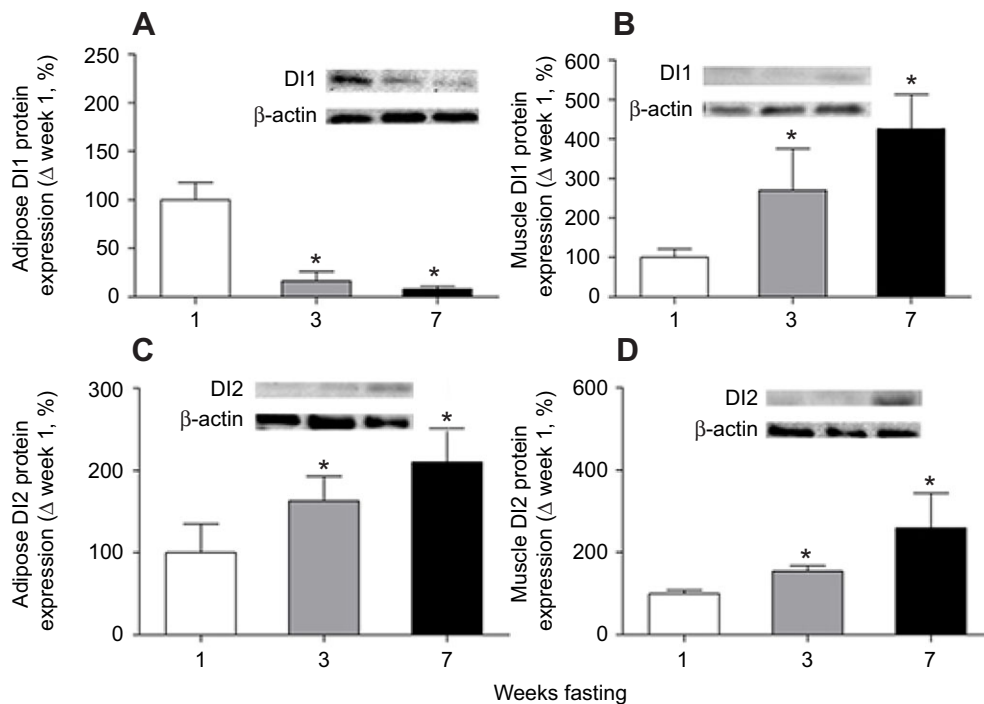 A
Adipose DI1 protein
expression (Δ week 1, %)
250
200
150
100
50
0
DI1
β-actin
*
*
1
3
7
B
Muscle DI1 protein
expression (Δ week 1, %)
600
500
400
300
200
100
0
DI1
β-actin
*
*
1
3
7
C
Adipose DI2 protein
expression (Δ week 1, %)
300
200
100
0
DI2
β-actin
*
*
1
3
7
D
Muscle DI2 protein
expression (Δ week 1, %)
600
400
200
0
DI2
β-actin
*
*
1
3
7
Weeks fasting